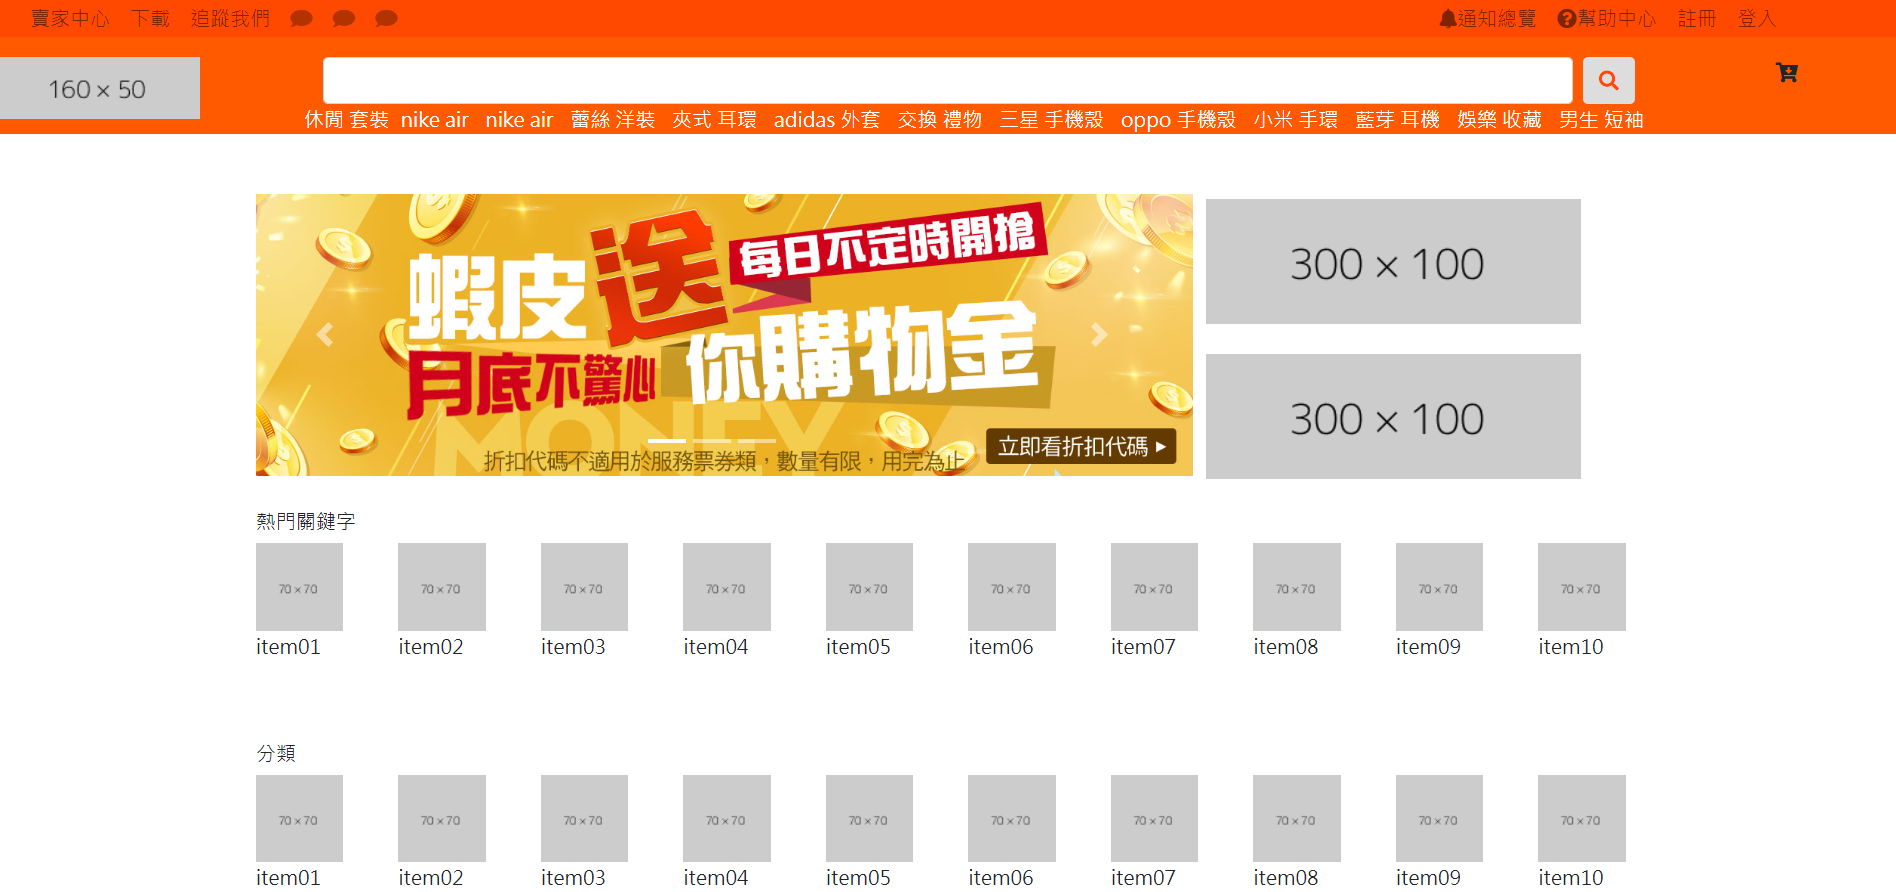 賣家中心 下載 追蹤我們 通知總覽 幫助中心 註冊 登入
160 × 50
休閒 套裝 nike air nike air 蕾絲 洋裝 夾式 耳環 adidas 外套 交換 禮物 三星 手機殼 oppo 手機殼 小米 手環 藍芽 耳機 娛樂 收藏 男生 短袖
蝦皮送 每日不定時開搶
你購物金
月底不驚心
MONEY
立即看折扣代碼
折扣代碼不適用於服務票券類，數量有限，用完為止
300 × 100
300 × 100
熱門關鍵字
70 × 70 70 × 70 70 × 70 70 × 70 70 × 70 70 × 70 70 × 70 70 × 70 70 × 70 70 × 70
item01 item02 item03 item04 item05 item06 item07 item08 item09 item10
分類
70 × 70 70 × 70 70 × 70 70 × 70 70 × 70 70 × 70 70 × 70 70 × 70 70 × 70 70 × 70
item01 item02 item03 item04 item05 item06 item07 item08 item09 item10